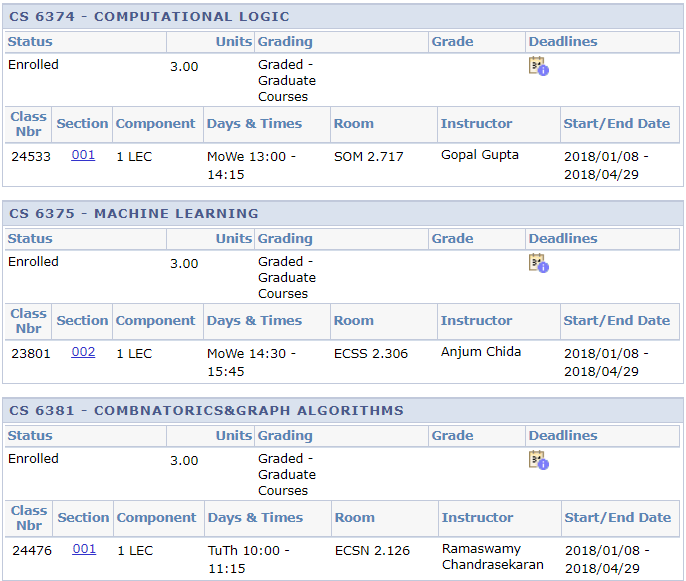 CS 6374 - COMPUTATIONAL LOGIC
Status Units Grading Grade Deadlines
Enrolled 3.00 Graded -
Graduate
Courses
Class
Nbr Section Component Days & Times Room Instructor Start/End Date
24533 001 1 LEC MoWe 13:00 - SOM 2.717 Gopal Gupta 2018/01/08 -
14:15 2018/04/29
CS 6375 - MACHINE LEARNING
Status Units Grading Grade Deadlines
Enrolled 3.00 Graded -
Graduate
Courses
Class
Nbr Section Component Days & Times Room Instructor Start/End Date
23801 002 1 LEC MoWe 14:30 - ECSS 2.306 Anjum Chida 2018/01/08 -
15:45 2018/04/29
CS 6381 - COMBNATORICS&GRAPH ALGORITHMS
Status Units Grading Grade Deadlines
Enrolled 3.00 Graded -
Graduate
Courses
Class
Nbr Section Component Days & Times Room Instructor Start/End Date
24476 001 1 LEC TuTh 10:00 - ECSN 2.126 Ramaswamy 2018/01/08 -
11:15 Chandrasekaran 2018/04/29